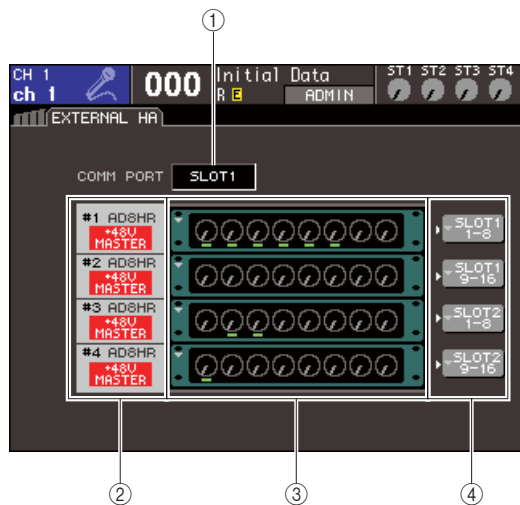 ①
CH 1
ch 1
000
Initial Data
R E
ADMIN
ST1 ST2 ST3 ST4
EXTERNAL HA
COMM PORT
SLOT1
#1 AD8HR
+48V
MASTER
SLOT1
1-8
#2 AD8HR
+48V
MASTER
SLOT1
9-16
#3 AD8HR
+48V
MASTER
SLOT2
1-8
#4 AD8HR
+48V
MASTER
SLOT2
9-16
②
③
④